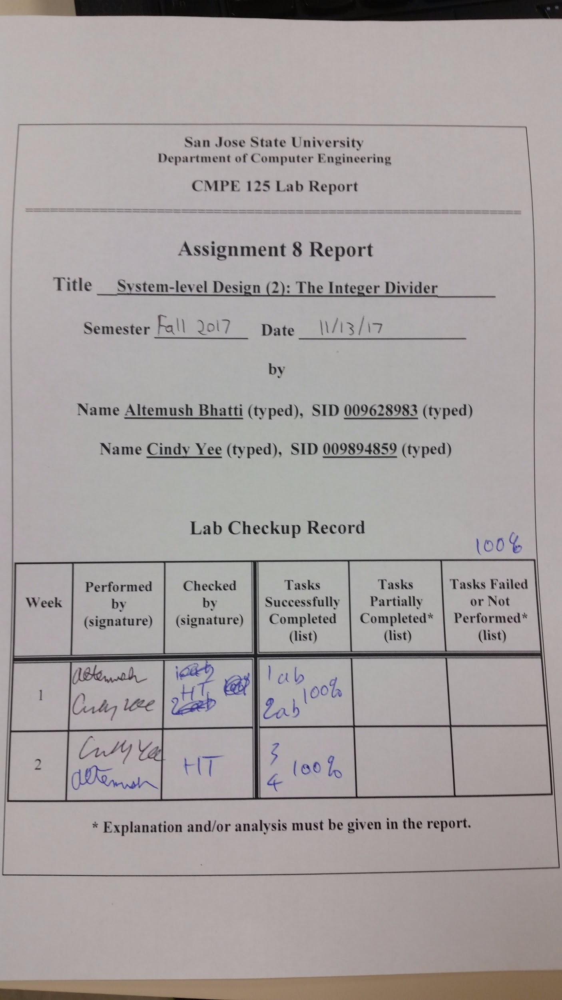 San Jose State University
Department of Computer Engineering
CMPE 125 Lab Report
Assignment 8 Report
Title System-level Design (2): The Integer Divider
Semester Fall 2017 Date 11/13/17
by
Name Altemush Bhatti (typed), SID 009628983 (typed)
Name Cindy Yee (typed), SID 009894859 (typed)
Lab Checkup Record
100%
Week
Performed
by
(signature)
Checked
by
(signature)
Tasks
Successfully
Completed
(list)
Tasks
Partially
Completed*
(list)
Tasks Failed
or Not
Performed*
(list)
1
Altemush
Cindy Yee
HT
1ab
2ab
100%
2
Cindy Yee
Altemush
HT
3
4
100%
* Explanation and/or analysis must be given in the report.